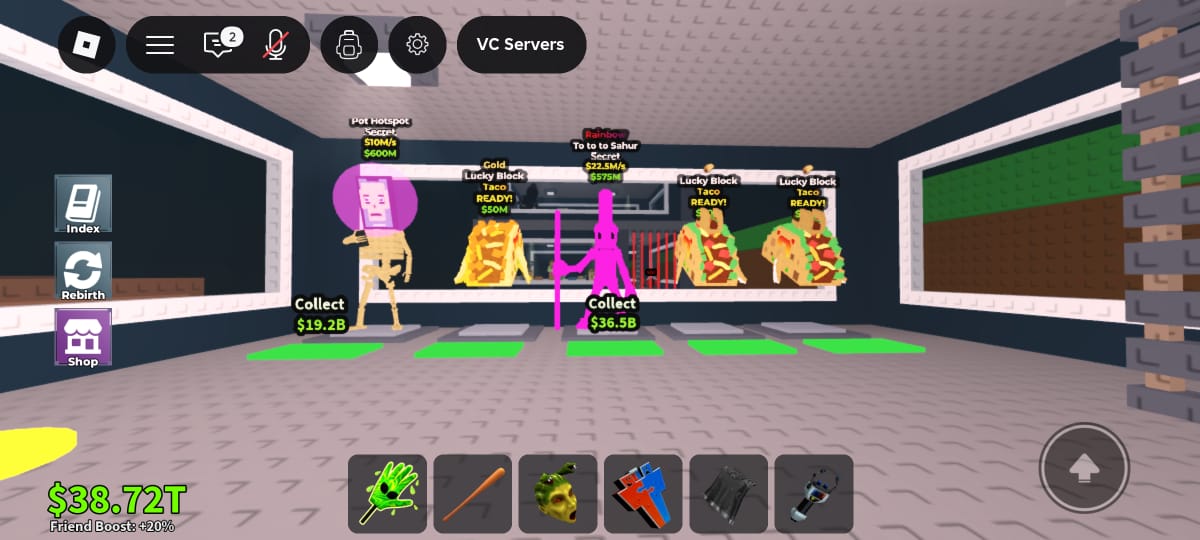 2
VC Servers
Pot Hotspot
Secret
$10M/s
$600M
Gold
Lucky Block
Taco
READY!
$50M
Rainbow
To to to Sahur
Secret
$22.5M/s
$575M
Lucky Block
Taco
READY!
Lucky Block
Taco
READY!
Index
Rebirth
Shop
Collect
$19.2B
Collect
$36.5B
$38.72T
Friend Boost: +20%